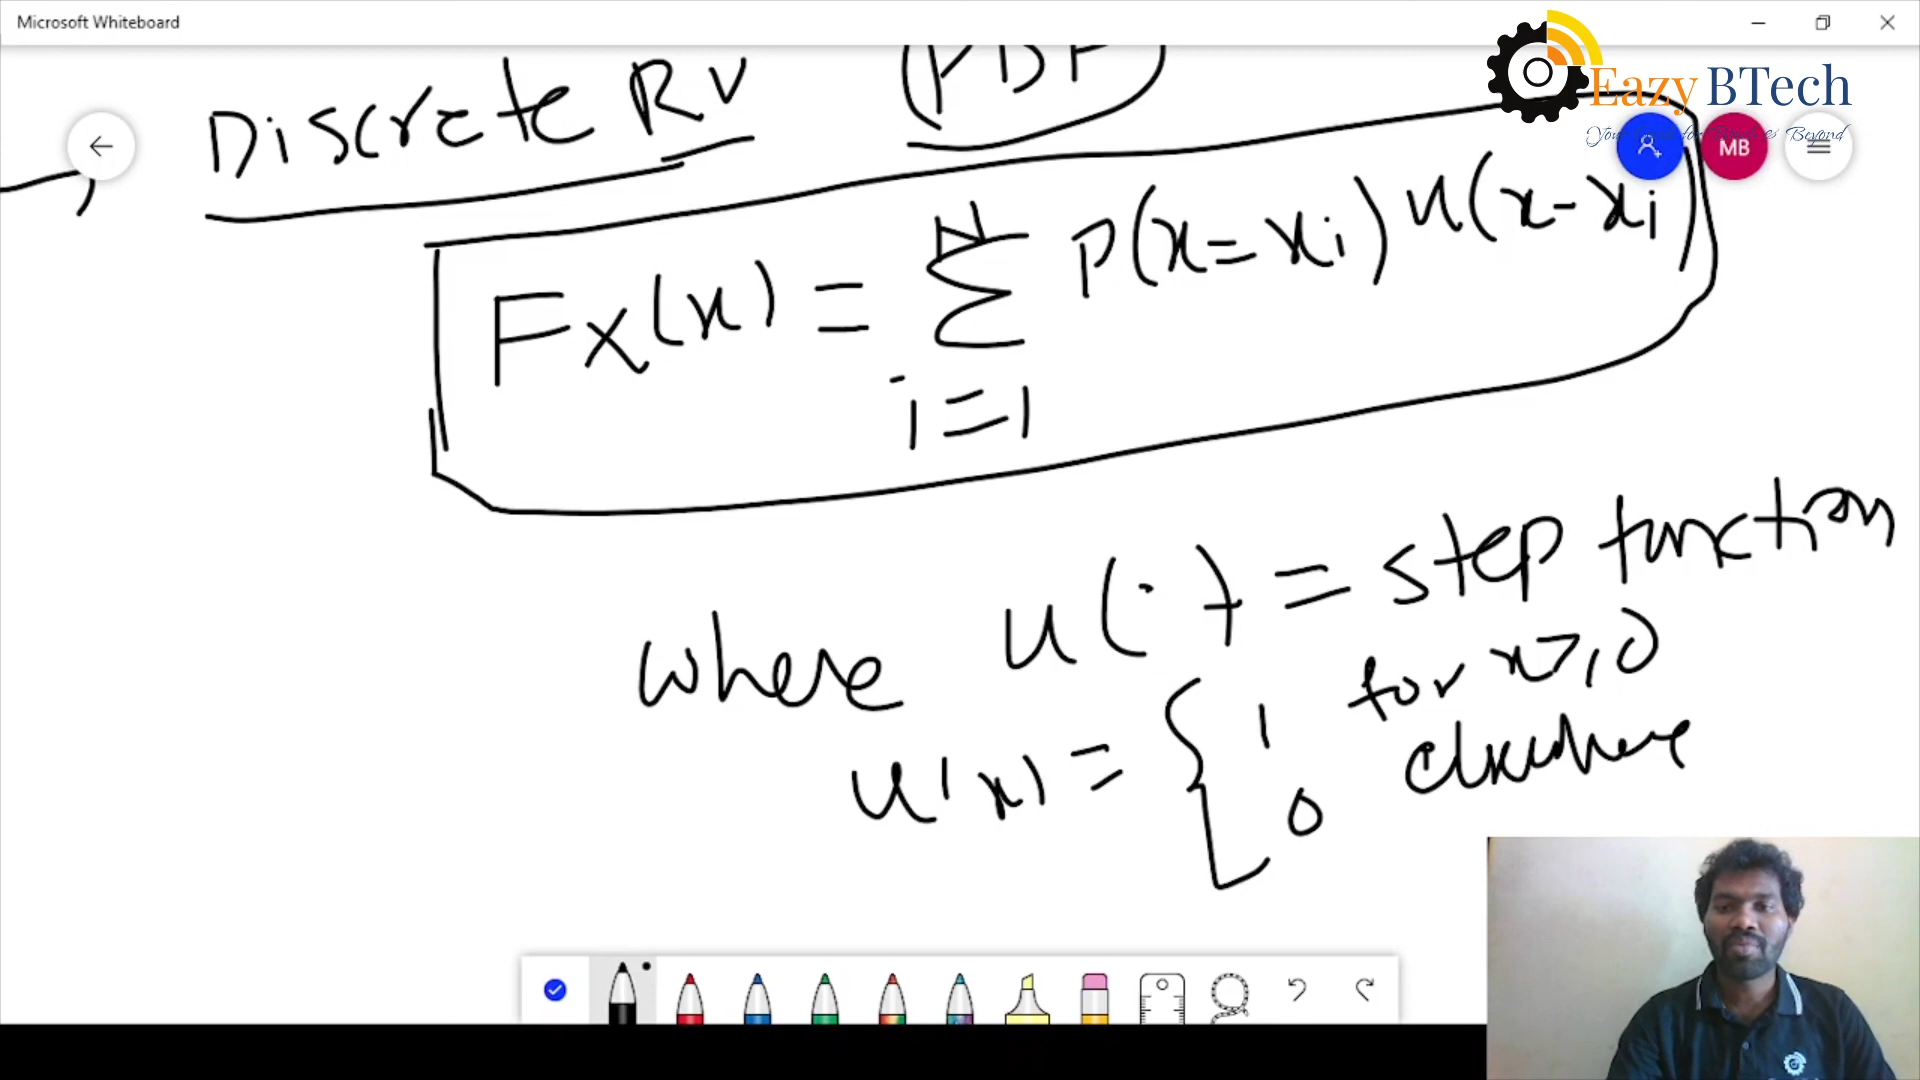 Microsoft Whiteboard
Eazy BTech
Discrete RV (PDF)
MB
Fx(x) = N Σ i=1 P(x=xi) u(x-xi)
where u(·) = step function
u(x) = { 1 for x≥0
0 elsewhere